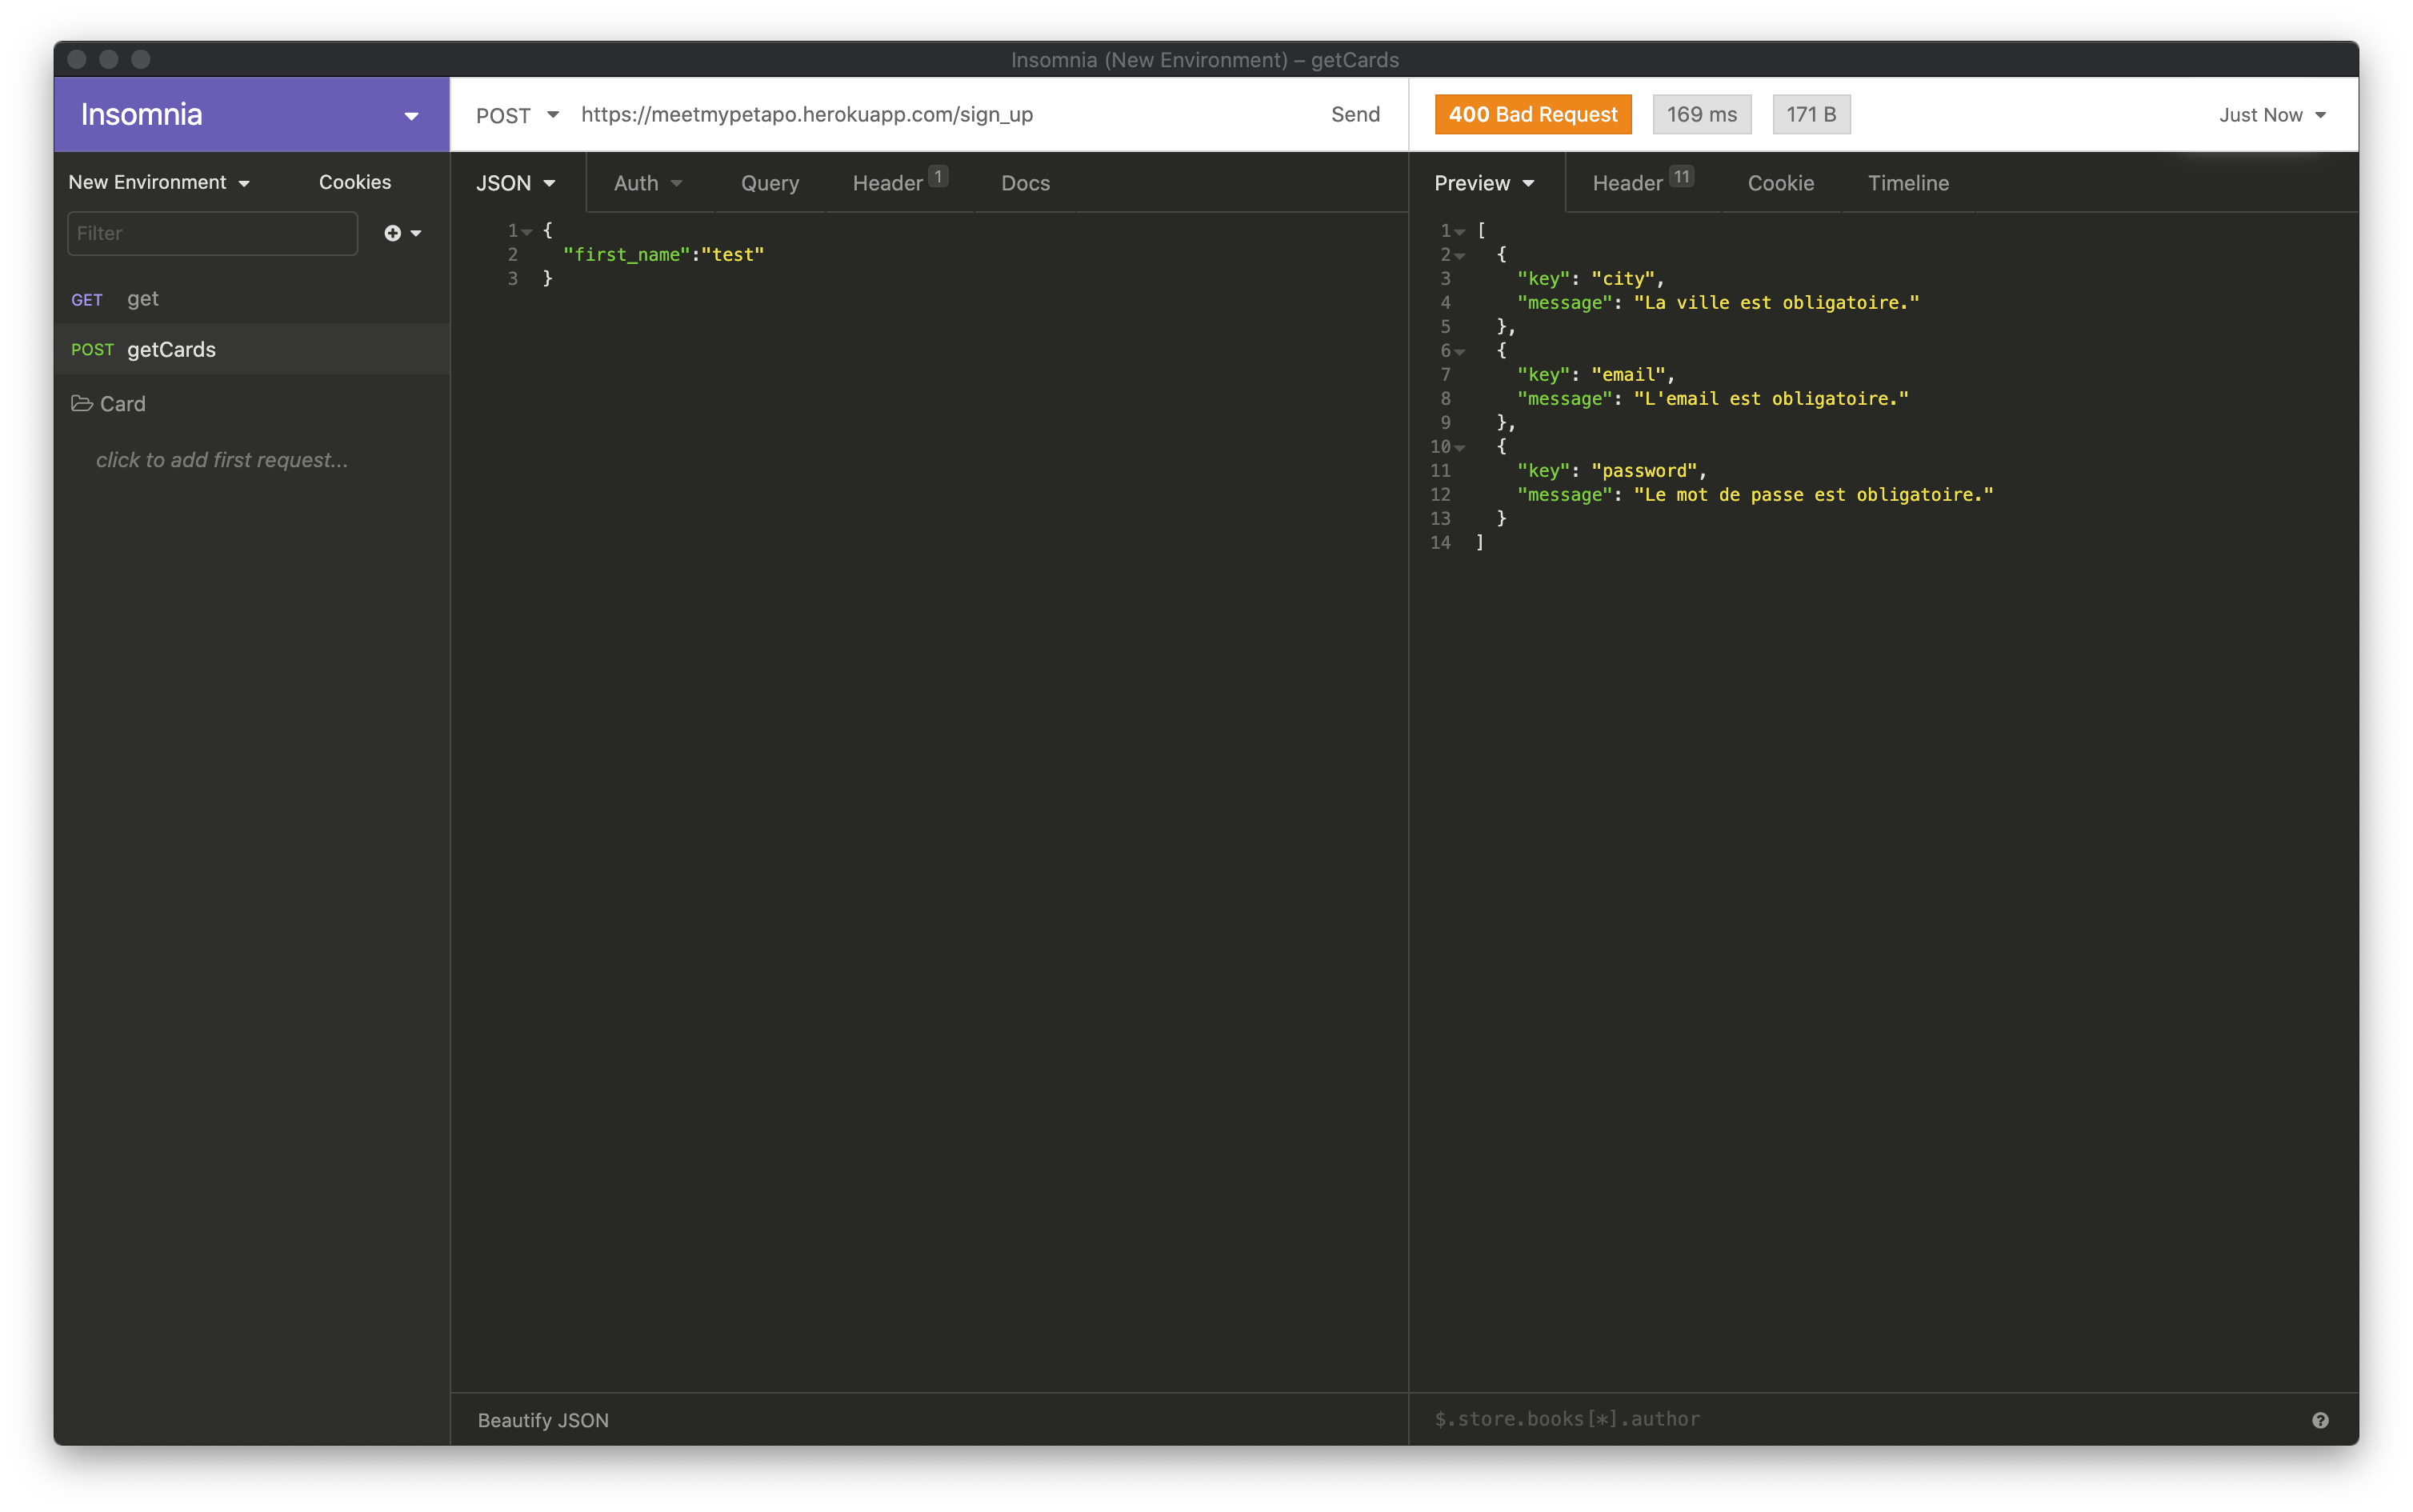 Insomnia (New Environment) – getCards
Insomnia
New Environment
Cookies
Filter
GET get
POST getCards
Card
click to add first request...
POST https://meetmypetapo.herokuapp.com/sign_up Send
JSON Auth Query Header 1 Docs
1 {
2 "first_name":"test"
3 }
Beautify JSON
400 Bad Request 169 ms 171 B Just Now
Preview Header 11 Cookie Timeline
1 [
2 {
3 "key": "city",
4 "message": "La ville est obligatoire."
5 },
6 {
7 "key": "email",
8 "message": "L'email est obligatoire."
9 },
10 {
11 "key": "password",
12 "message": "Le mot de passe est obligatoire."
13 }
14 ]
$.store.books[*].author